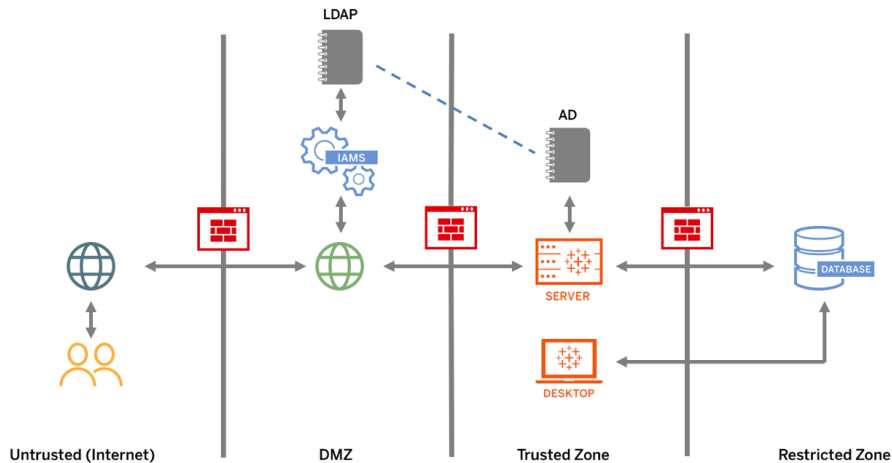 LDAP
AD
IAMS
SERVER
DATABASE
DESKTOP
Untrusted (Internet)
DMZ
Trusted Zone
Restricted Zone